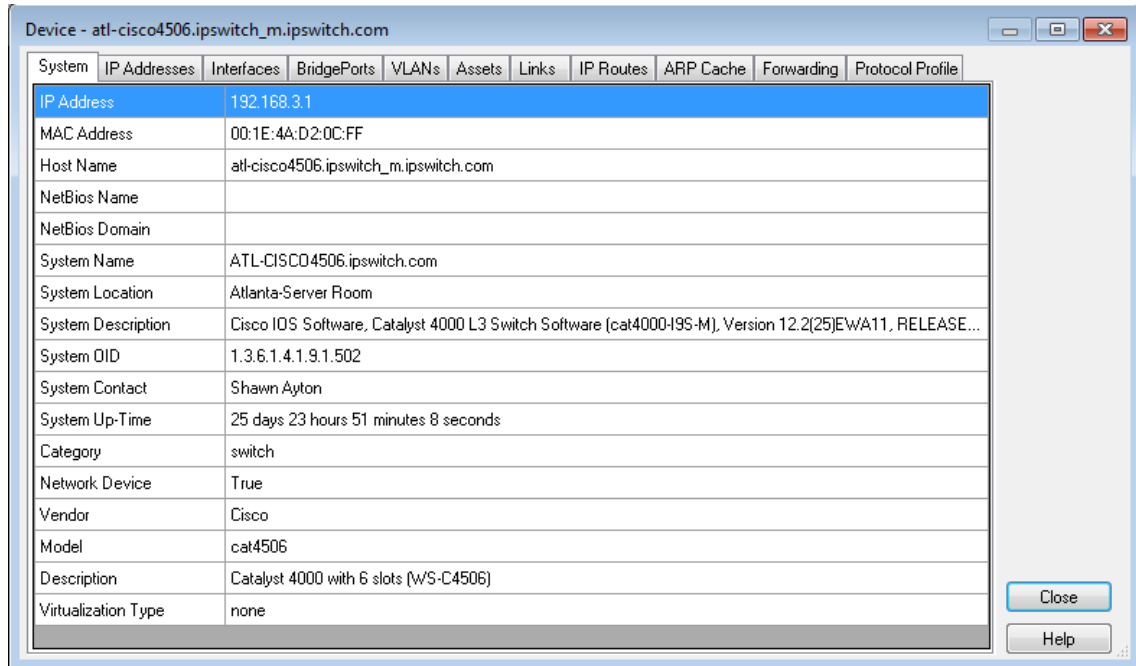 Device - atl-cisco4506.ipswitch_m.ipswitch.com
System IP Addresses Interfaces BridgePorts VLANs Assets Links IP Routes ARP Cache Forwarding Protocol Profile
IP Address 192.168.3.1
MAC Address 00:1E:4A:D2:0C:FF
Host Name atl-cisco4506.ipswitch_m.ipswitch.com
NetBios Name
NetBios Domain
System Name ATL-CISCO4506.ipswitch.com
System Location Atlanta-Server Room
System Description Cisco IOS Software, Catalyst 4000 L3 Switch Software (cat4000-I9S-M), Version 12.2(25)EWA11, RELEASE...
System OID 1.3.6.1.4.1.9.1.502
System Contact Shawn Ayton
System Up-Time 25 days 23 hours 51 minutes 8 seconds
Category switch
Network Device True
Vendor Cisco
Model cat4506
Description Catalyst 4000 with 6 slots (WS-C4506)
Virtualization Type none
Close
Help